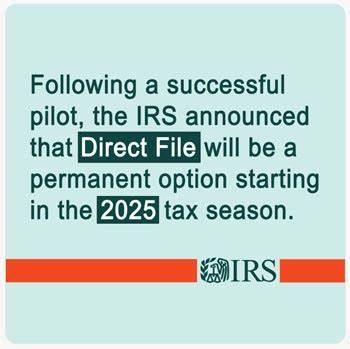 Following a successful
pilot, the IRS announced
that Direct File will be a
permanent option starting
in the 2025 tax season.
IRS